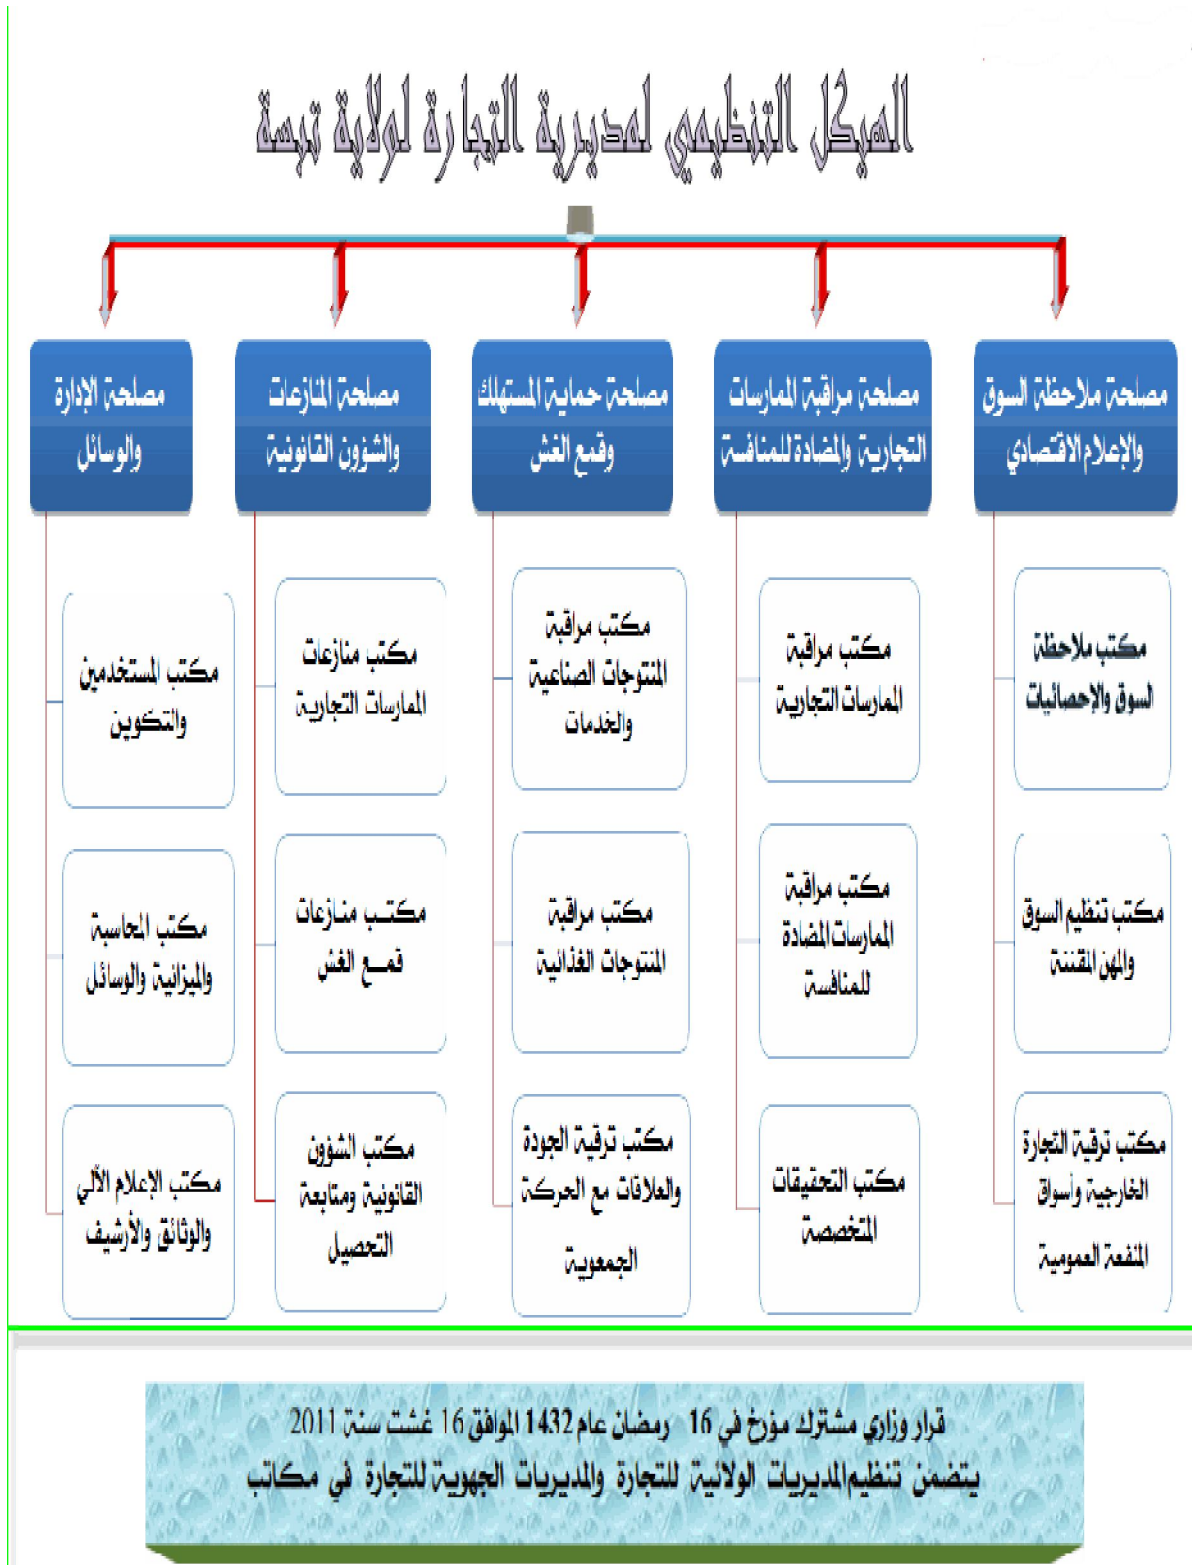 الهيكل التنظيمي لمديرية التجارة لولاية تبسة
مصلحة ملاحظة السوق
والإعلام الاقتصادي
مكتب ملاحظة
السوق والإحصائيات
مكتب تنظيم السوق
والمهن المقننة
مكتب ترقية التجارة
الخارجية وأسواق
المنفعة العمومية
مصلحة مراقبة الممارسات
التجارية والمضادة للمنافسة
مكتب مراقبة
الممارسات التجارية
مكتب مراقبة
الممارسات المضادة
للمنافسة
مكتب التحقيقات
المتخصصة
مصلحة حماية المستهلك
وقمع الغش
مكتب مراقبة
المنتوجات الصناعية
والخدمات
مكتب مراقبة
المنتوجات الغذائية
مكتب ترقية الجودة
والعلاقات مع الحركة
الجمعوية
مصلحة المنازعات
والشؤون القانونية
مكتب منازعات
الممارسات التجارية
مكتب منازعات
قمع الغش
مكتب الشؤون
القانونية ومتابعة
التحصيل
مصلحة الإدارة
والوسائل
مكتب المستخدمين
والتكوين
مكتب المحاسبة
والميزانية والوسائل
مكتب الإعلام الألي
والوثائق والأرشيف
قرار وزاري مشترك مؤرخ في 16 رمضان عام 1432 الموافق 16 غشت سنة 2011
يتضمن تنظيم المديريات الولائية للتجارة والمديريات الجهوية للتجارة في مكاتب